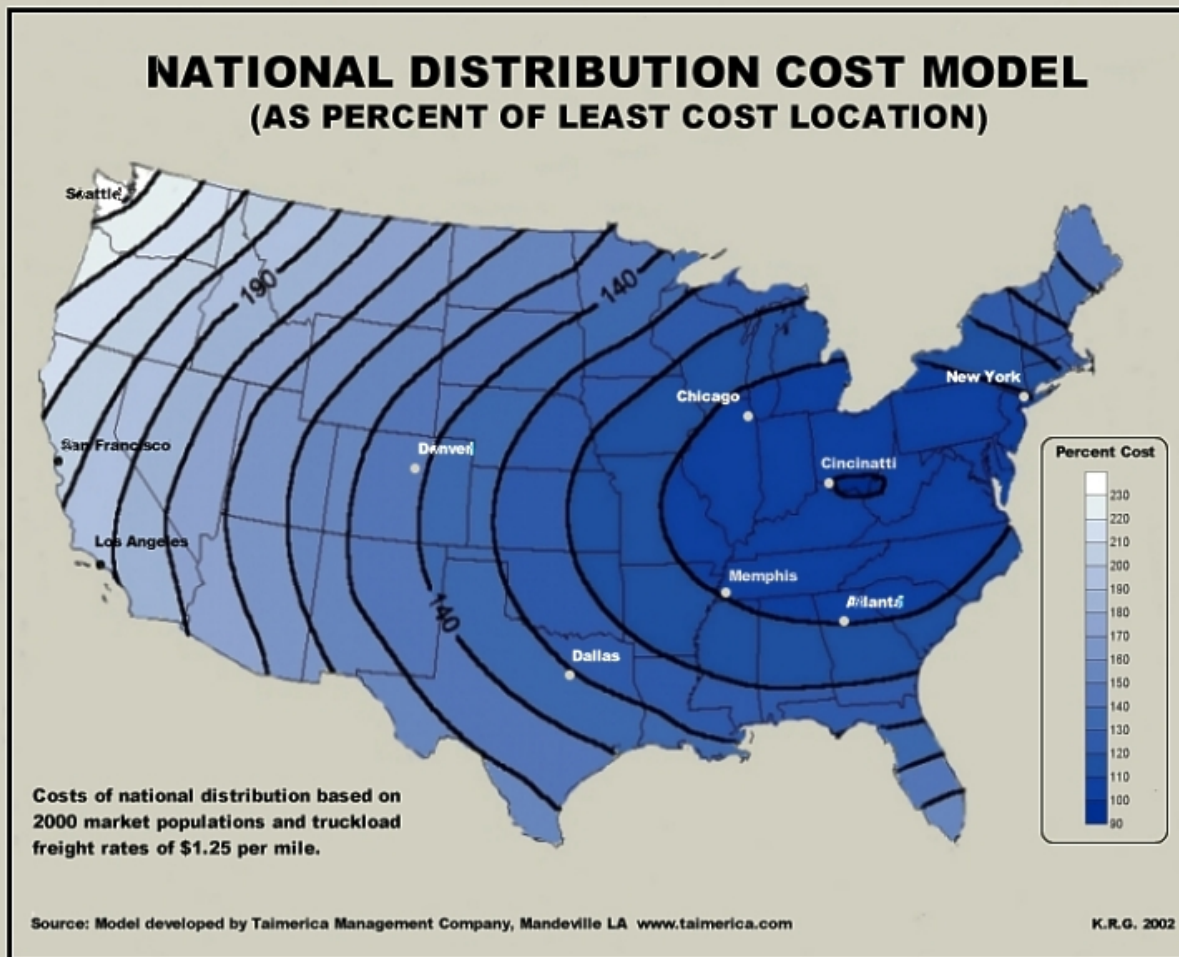 NATIONAL DISTRIBUTION COST MODEL
(AS PERCENT OF LEAST COST LOCATION)
Seattle
190
140
New York
Chicago
San Francisco
Denver
Cincinatti
Los Angeles
Memphis
Atlanta
140
Dallas
Percent Cost
230
220
210
200
190
180
170
160
150
140
130
120
110
100
90
Costs of national distribution based on
2000 market populations and truckload
freight rates of $1.25 per mile.
Source: Model developed by Taimerica Management Company, Mandeville LA www.taimerica.com
K.R.G. 2002